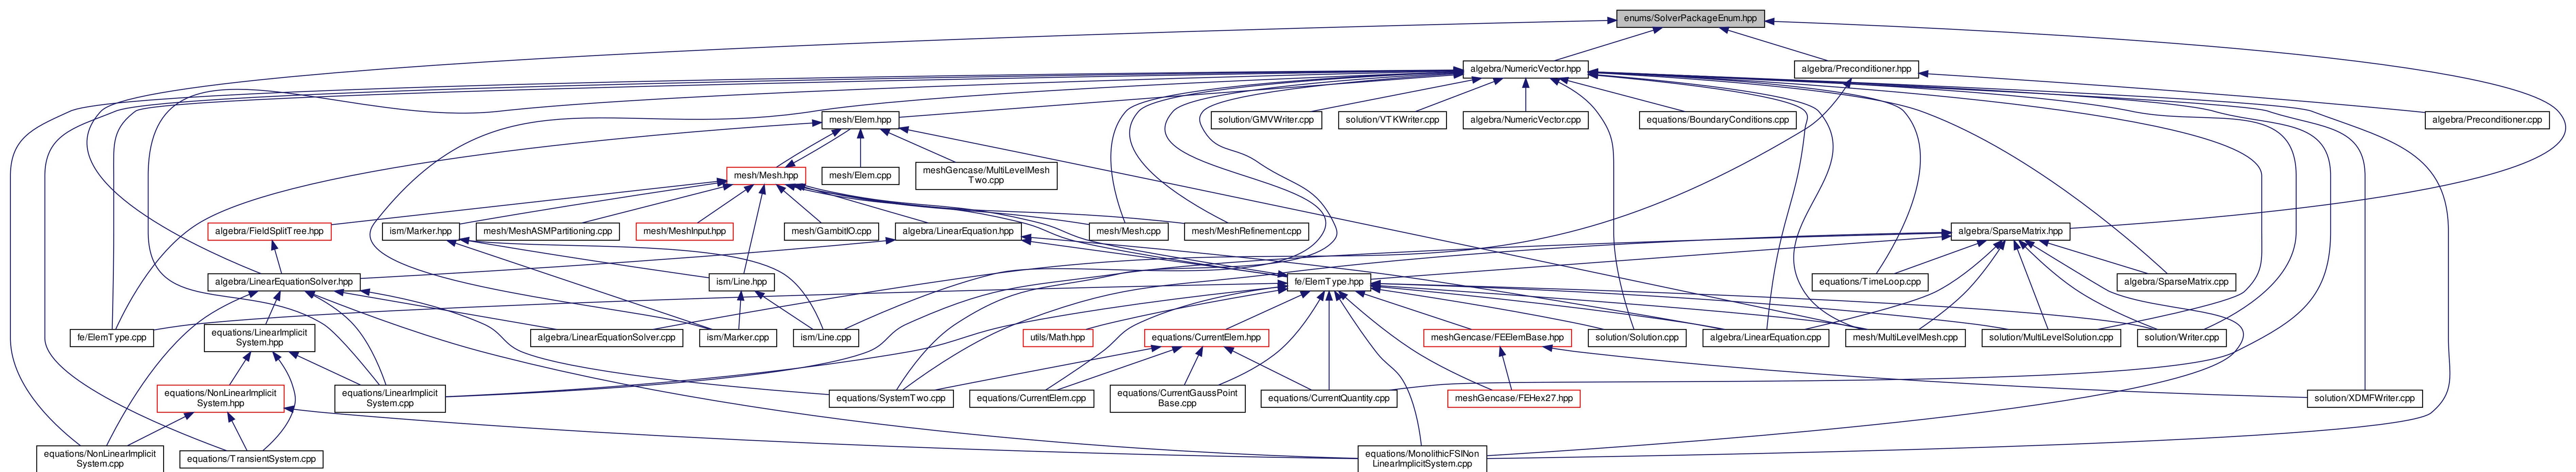 enums/SolverPackageEnum.hpp
algebra/NumericVector.hpp
algebra/Preconditioner.hpp
mesh/Elem.hpp
solution/GMVWriter.cpp
solution/VTKWriter.cpp
algebra/NumericVector.cpp
equations/BoundaryConditions.cpp
algebra/Preconditioner.cpp
mesh/Mesh.hpp
mesh/Elem.cpp
meshGencase/MultiLevelMesh
Two.cpp
algebra/FieldSplitTree.hpp
ism/Marker.hpp
mesh/MeshASMPartitioning.cpp
mesh/MeshInput.hpp
mesh/GambitIO.cpp
algebra/LinearEquation.hpp
mesh/Mesh.cpp
mesh/MeshRefinement.cpp
algebra/SparseMatrix.hpp
algebra/LinearEquationSolver.hpp
ism/Line.hpp
fe/ElemType.hpp
equations/TimeLoop.cpp
algebra/SparseMatrix.cpp
fe/ElemType.cpp
equations/LinearImplicit
System.hpp
algebra/LinearEquationSolver.cpp
ism/Marker.cpp
ism/Line.cpp
utils/Math.hpp
equations/CurrentElem.hpp
meshGencase/FEElemBase.hpp
solution/Solution.cpp
algebra/LinearEquation.cpp
mesh/MultiLevelMesh.cpp
solution/MultiLevelSolution.cpp
solution/Writer.cpp
equations/NonLinearImplicit
System.hpp
equations/LinearImplicit
System.cpp
equations/SystemTwo.cpp
equations/CurrentElem.cpp
equations/CurrentGaussPoint
Base.cpp
equations/CurrentQuantity.cpp
meshGencase/FEHex27.hpp
solution/XDMFWriter.cpp
equations/NonLinearImplicit
System.cpp
equations/TransientSystem.cpp
equations/MonolithicFSINon
LinearImplicitSystem.cpp